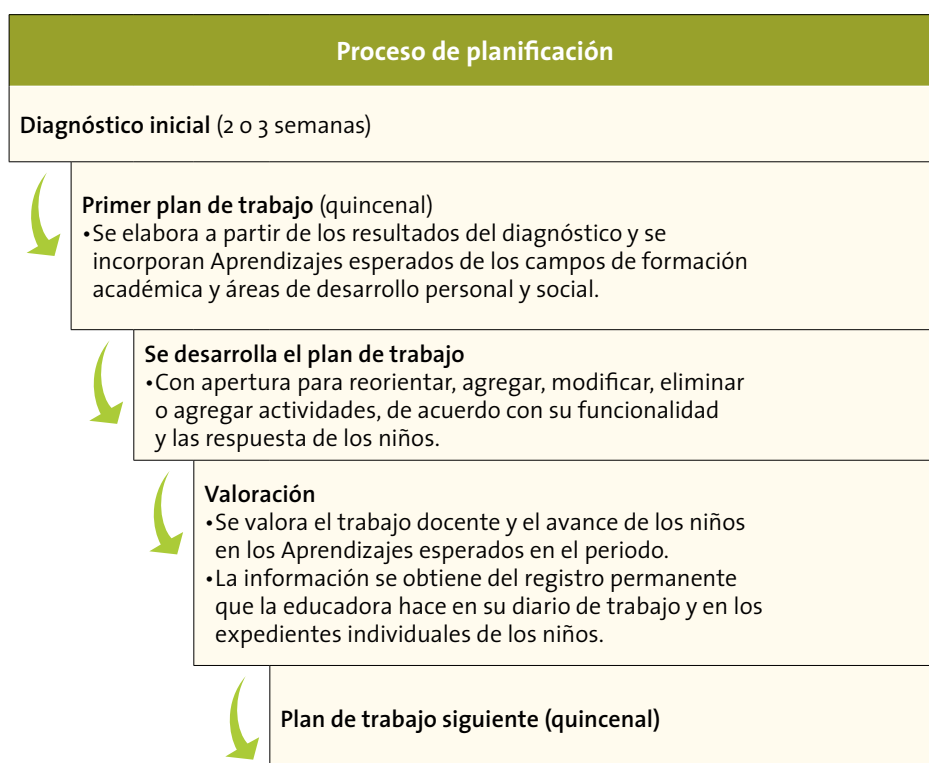 Proceso de planificación
Diagnóstico inicial (2 o 3 semanas)
Primer plan de trabajo (quincenal)
•Se elabora a partir de los resultados del diagnóstico y se
incorporan Aprendizajes esperados de los campos de formación
académica y áreas de desarrollo personal y social.
Se desarrolla el plan de trabajo
•Con apertura para reorientar, agregar, modificar, eliminar
o agregar actividades, de acuerdo con su funcionalidad
y las respuesta de los niños.
Valoración
•Se valora el trabajo docente y el avance de los niños
en los Aprendizajes esperados en el periodo.
•La información se obtiene del registro permanente
que la educadora hace en su diario de trabajo y en los
expedientes individuales de los niños.
Plan de trabajo siguiente (quincenal)